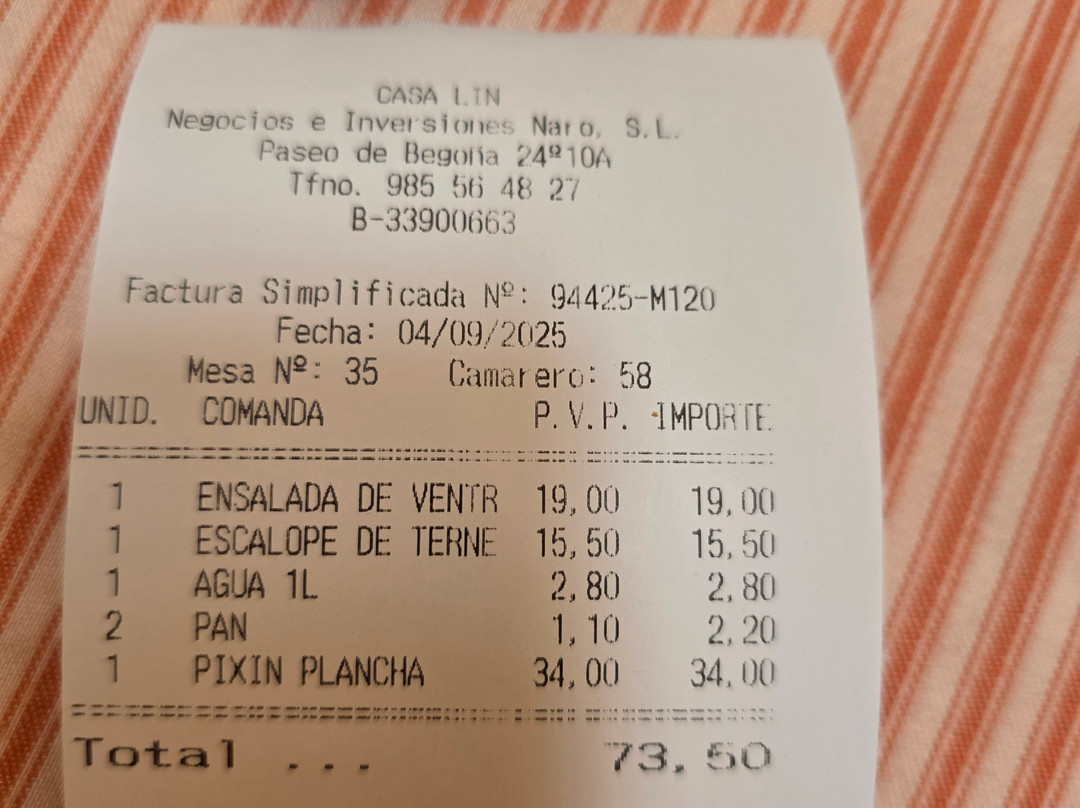 CASA LIN
Negocios e Inversiones Naro, S.L.
Paseo de Begoña 24º10A
Tfno. 985 56 48 27
B-33900663
Factura Simplificada Nº: 94425-M120
Fecha: 04/09/2025
Mesa Nº: 35 Camarero: 58
UNID. COMANDA P.V.P. IMPORTE.
1 ENSALADA DE VENTR 19,00 19,00
1 ESCALOPE DE TERNE 15,50 15,50
1 AGUA 1L 2,80 2,80
2 PAN 1,10 2,20
1 PIXIN PLANCHA 34,00 34,00
Total ... 73,50